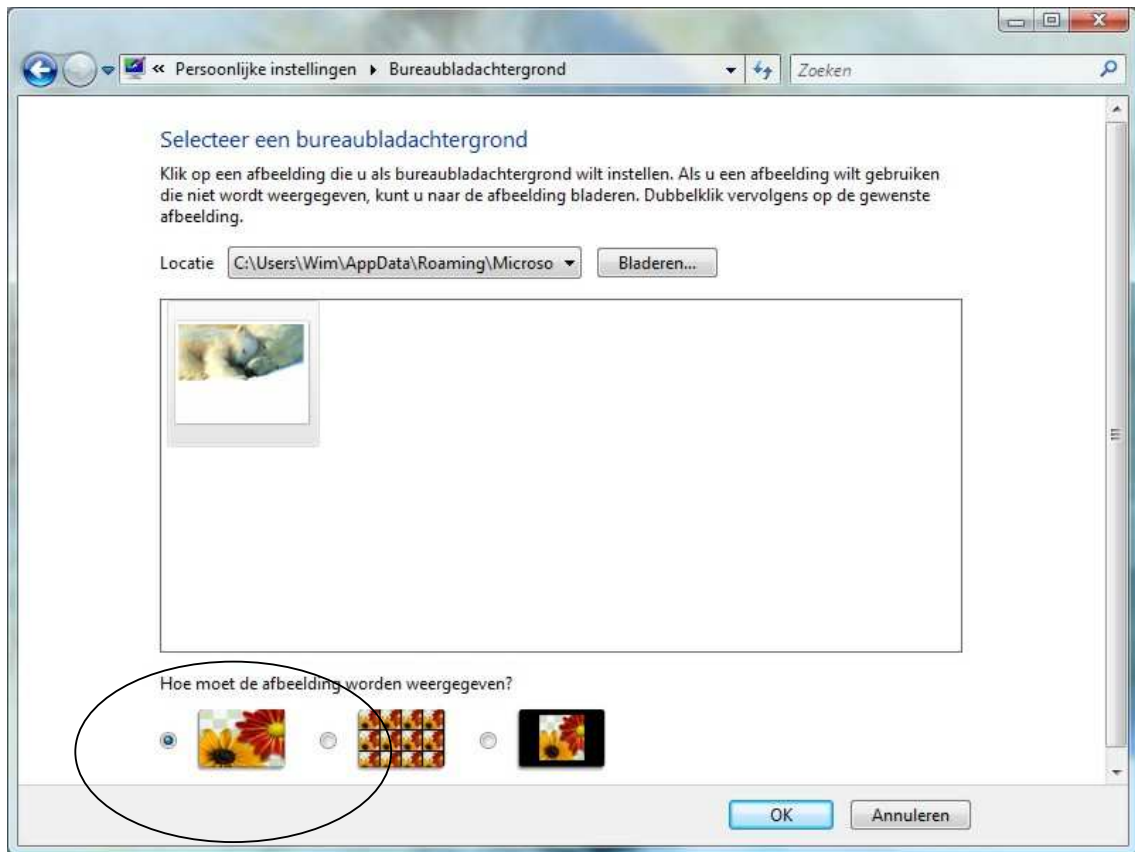 « Persoonlijke instellingen ▸ Bureaubladachtergrond
Zoeken
Selecteer een bureaubladachtergrond
Klik op een afbeelding die u als bureaubladachtergrond wilt instellen. Als u een afbeelding wilt gebruiken
die niet wordt weergegeven, kunt u naar de afbeelding bladeren. Dubbelklik vervolgens op de gewenste
afbeelding.
Locatie C:\Users\Wim\AppData\Roaming\Microso Bladeren...
Hoe moet de afbeelding worden weergegeven?
OK Annuleren